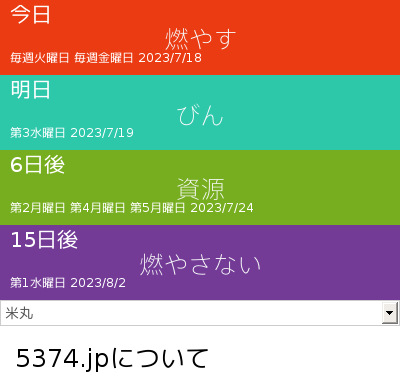 今日
燃やす
毎週火曜日 毎週金曜日 2023/7/18
明日
びん
第3水曜日 2023/7/19
6日後
資源
第2月曜日 第4月曜日 第5月曜日 2023/7/24
15日後
燃やさない
第1水曜日 2023/8/2
米丸
5374.jpについて